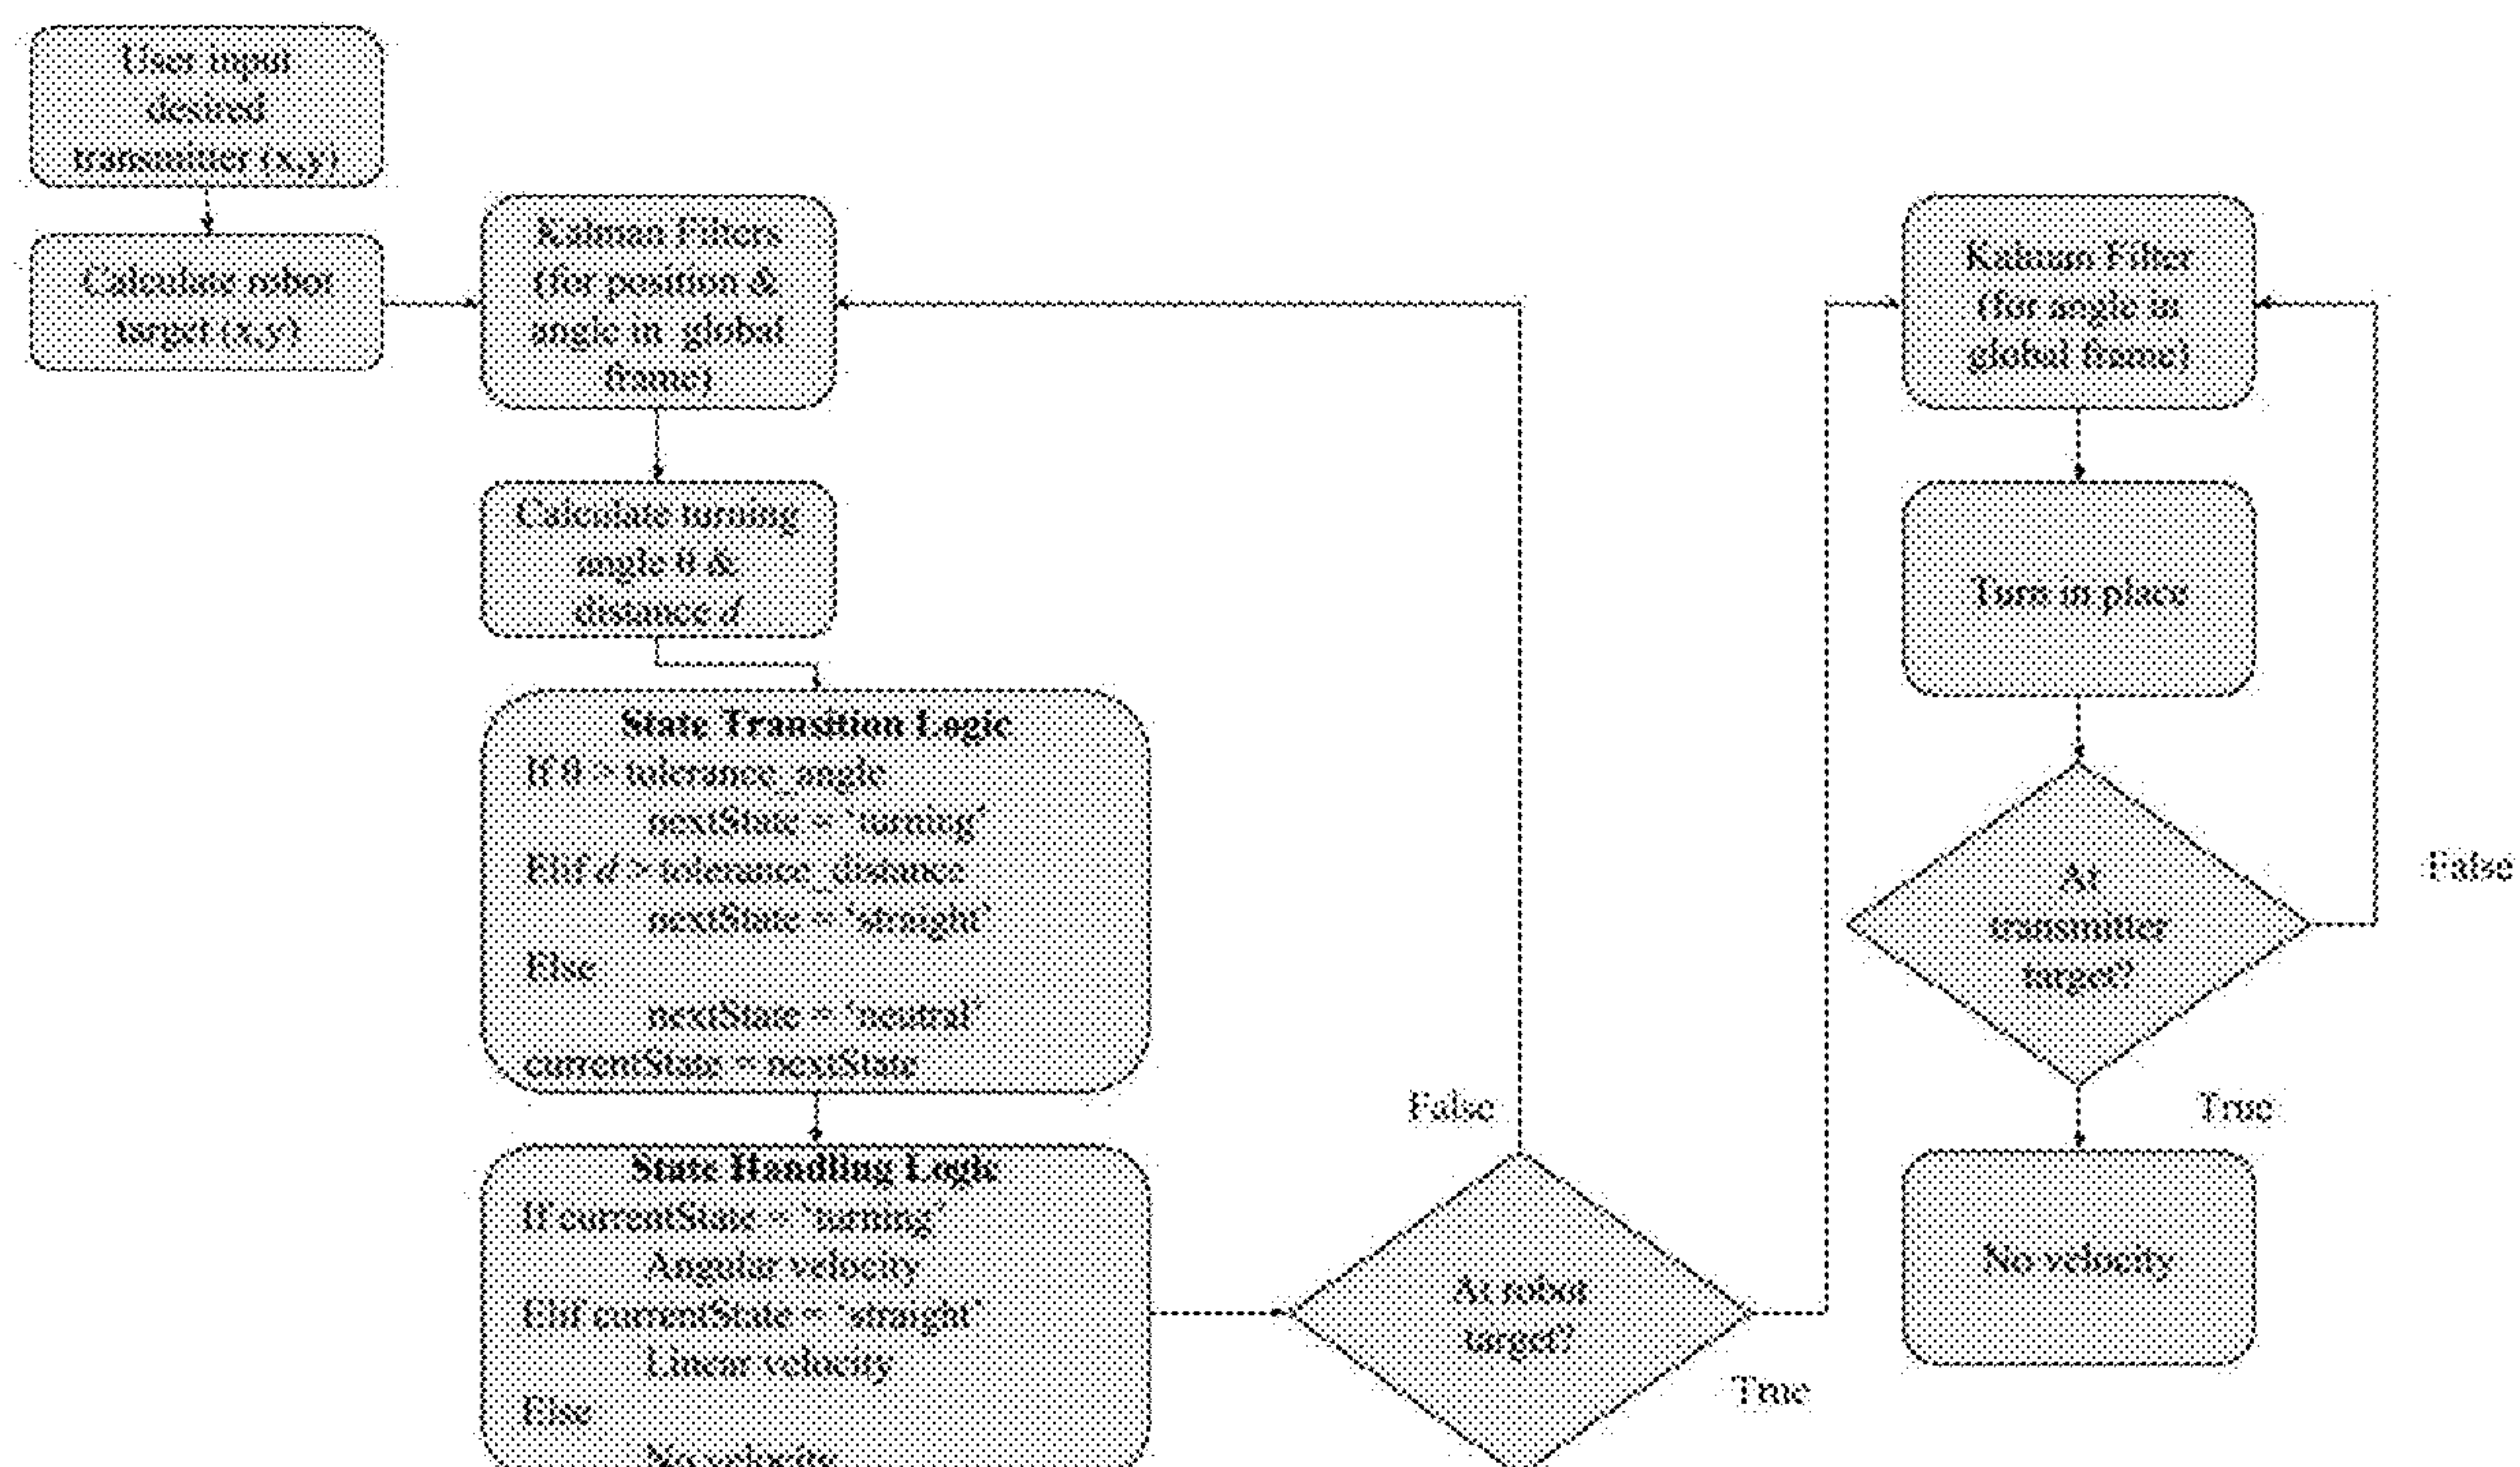 User input
desired
transmitter (x,y)
Calculate robot
target (x,y)
Kalman Filters
(for position &
angle in global
frame)
Calculate turning
angle θ &
distance d
State Transition Logic
If θ > tolerance_angle
nextState = 'turning'
Elif d > tolerance_distance
nextState = 'straight'
Else
nextState = 'neutral'
currentState = nextState
State Handling Logic
If currentState = 'turning'
Angular velocity
Elif currentState = 'straight'
Linear velocity
Else
No velocity
False
At robot
target?
True
Kalman Filter
(for angle in
global frame)
Turn in place
At
transmitter
target?
False
True
No velocity